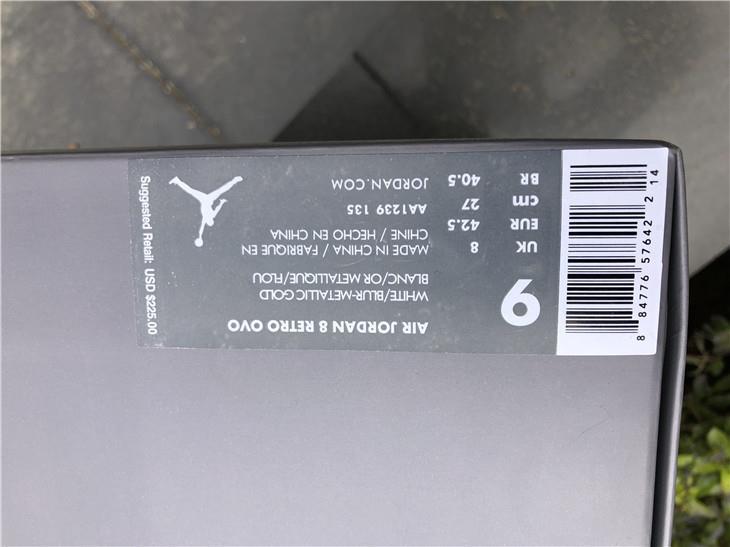 AIR JORDAN 8 RETRO OVO
WHITE/BLUR-METALLIC GOLD
BLANC/OR METALLIQUE/FLOU
MADE IN CHINA / FABRIQUE EN
CHINE / HECHO EN CHINA
AA1239 135
JORDAN.COM
9
UK 8
EUR 42.5
cm 27
BR 40.5
8 84776 57642 2 14
Suggested Retail: USD $225.00